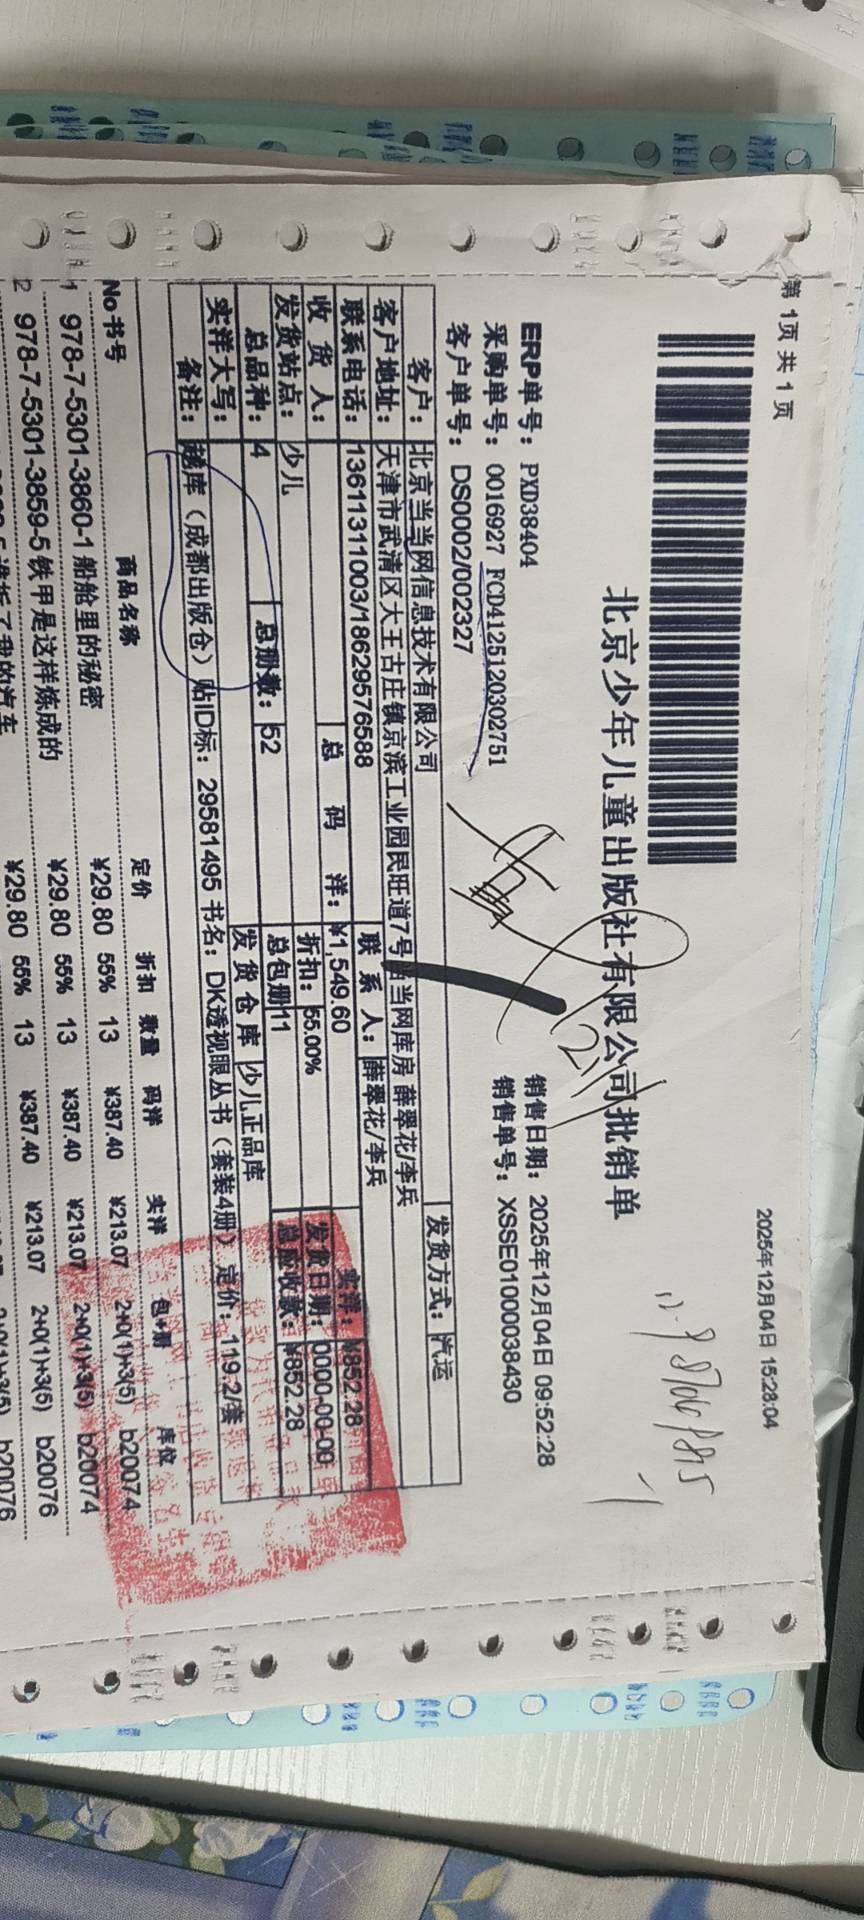 第 1页 共 1 页
2025年12月04日 15:28:04
北京少年儿童出版社有限公司批销单
ERP单号： PXD38404
销售日期： 2025年12月04日 09:52:28
采购单号： 0016927 FCD4125120302751
销售单号： XSSE01000038430
客户单号： DS0002/002327
客户： 北京当当网信息技术有限公司 发货方式： 汽运
客户地址： 天津市武清区大王古庄镇京滨工业园民旺道7号当当网库房 薛翠花/李兵
联系电话： 13611311003/18629576588 联 系 人： 薛翠花/李兵
收 货 人： 总 码 洋： ¥1,549.60 实洋： ¥852.28
发货站点： 少儿 折扣： 55.00% 发货日期： 0000-00-00
总品种： 4 总册数： 52 总包册 11 总应收款： ¥852.28
实洋大写： 发 货 仓 库 少儿正品库
备注： 越库（成都出版仓）贴ID标： 29581495 书名： DK透视眼丛书（套装4册）定价： 119.2/套
No 书号 商品名称 定价 折扣 数量 码洋 实洋 包+册 库位
1 978-7-5301-3860-1 船舱里的秘密 ¥29.80 55% 13 ¥387.40 ¥213.07 2+0(1)+3(5) b20074
2 978-7-5301-3859-5 铁甲是这样炼成的 ¥29.80 55% 13 ¥387.40 ¥213.07 2+0(1)+3(5) b20076
¥29.80 55% 13 ¥387.40 ¥213.07 b20076